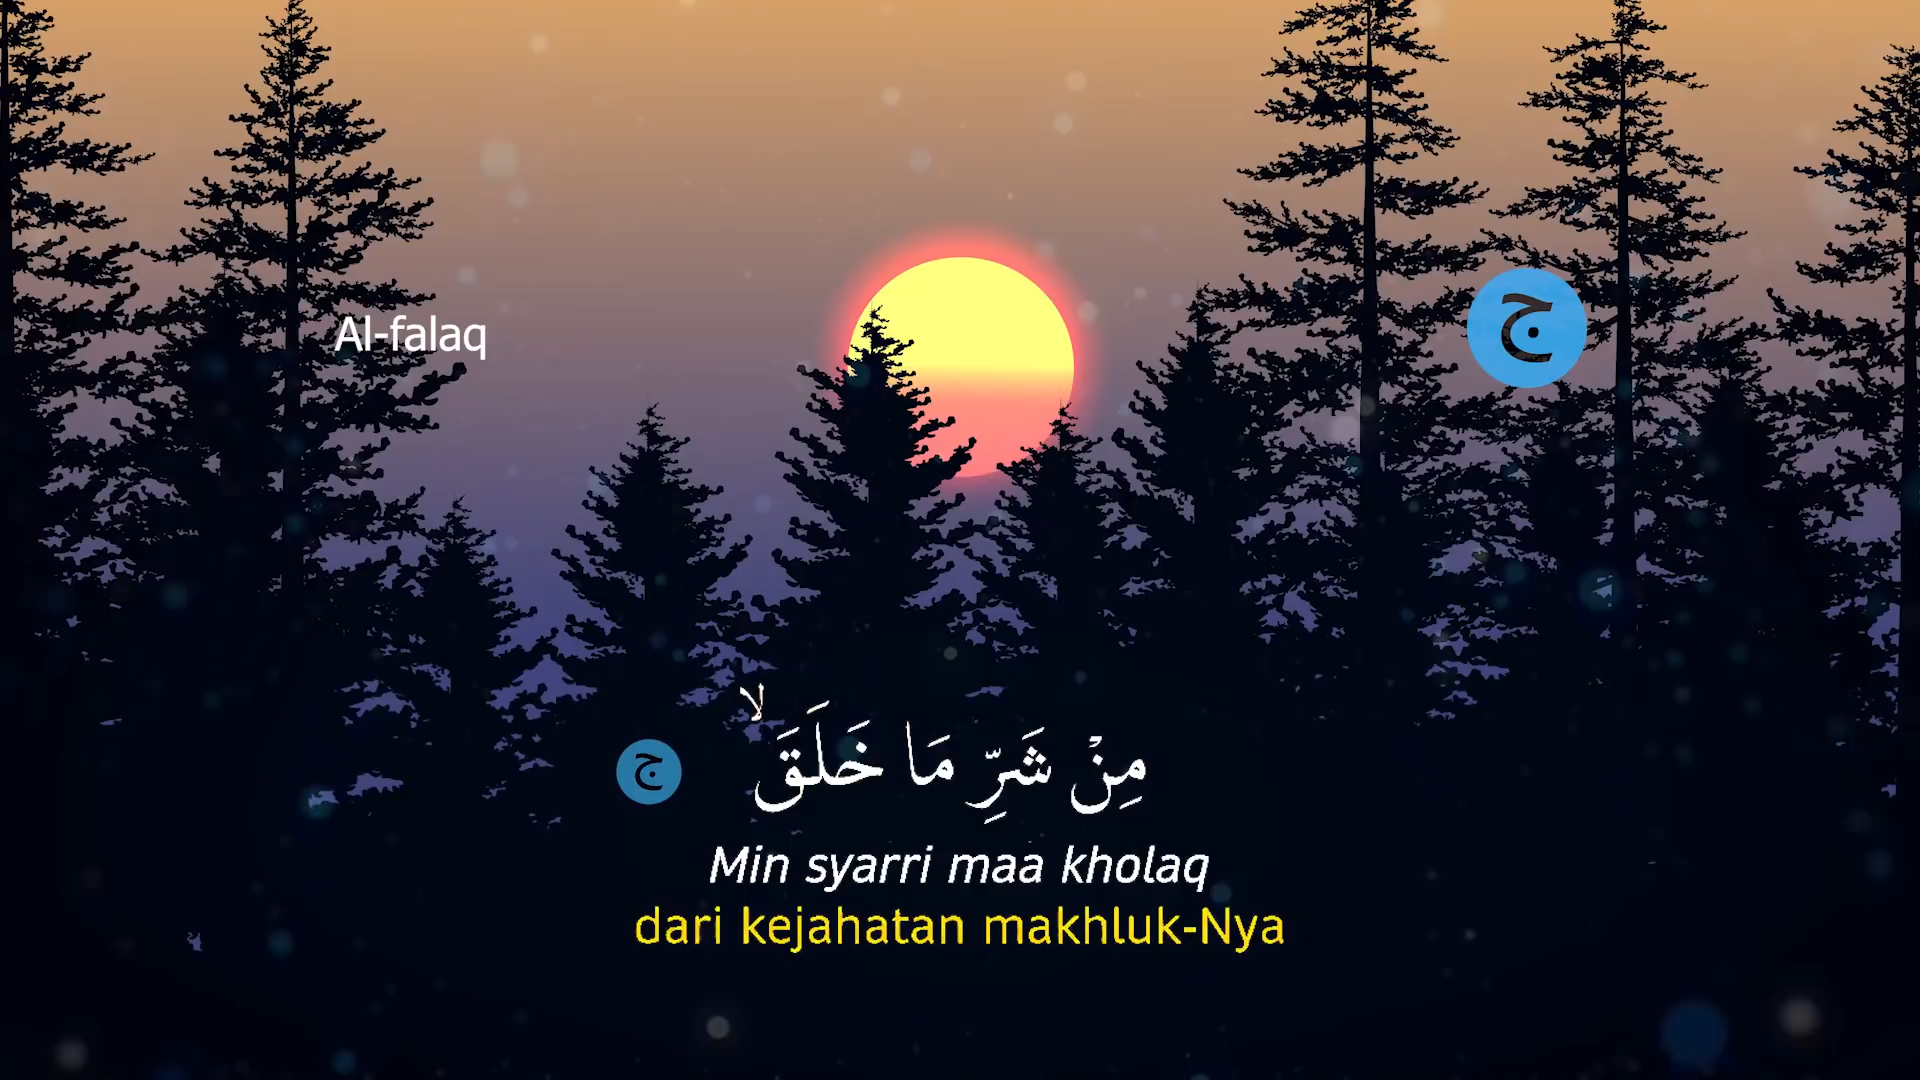 Al-falaq
ج
مِنْ شَرِّ مَا خَلَقَۙ
ج
Min syarri maa kholaq
dari kejahatan makhluk-Nya